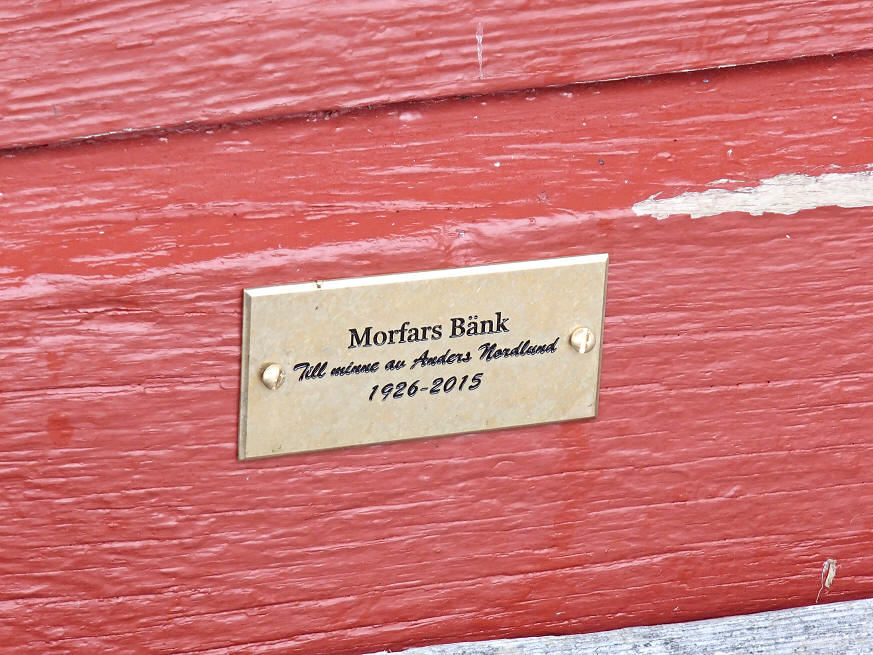 Morfars Bänk
Till minne av Anders Nordlund
1926-2015